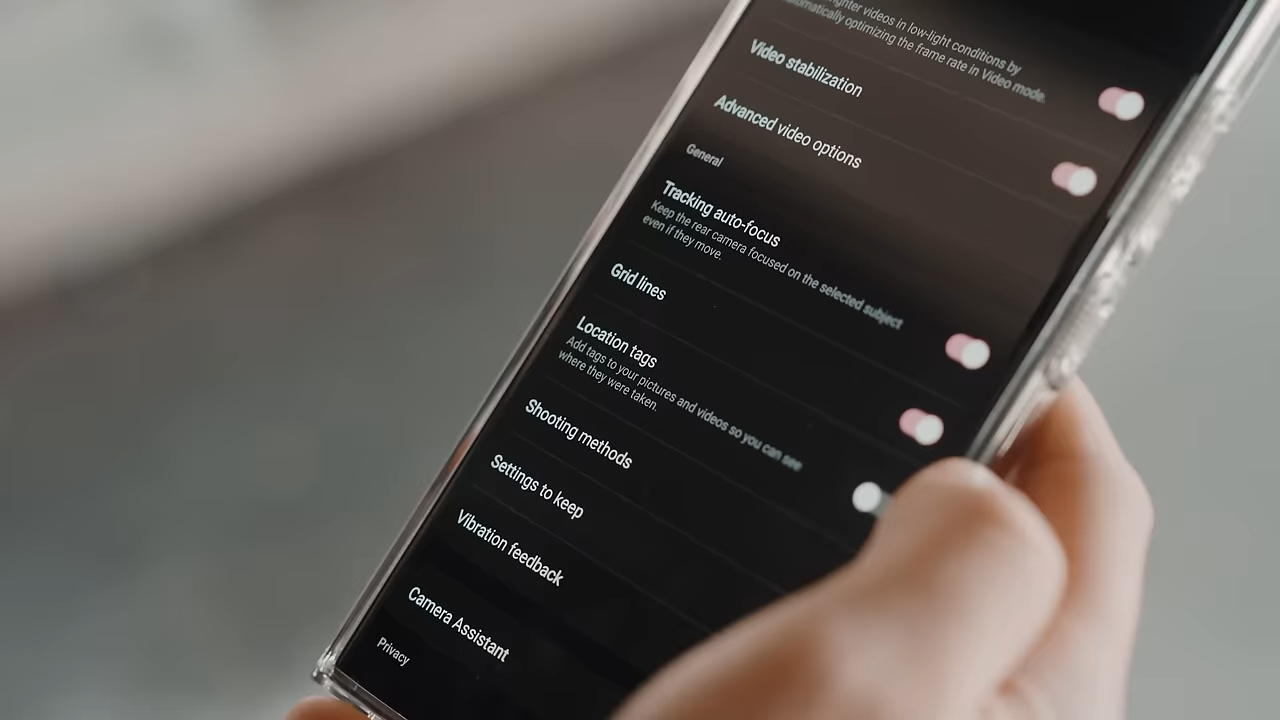 videos in low-light conditions by
automatically optimizing the frame rate in Video mode.
Video stabilization
Advanced video options
General
Tracking auto-focus
Keep the rear camera focused on the selected subject
even if they move.
Grid lines
Location tags
Add tags to your pictures and videos so you can see
where they were taken.
Shooting methods
Settings to keep
Vibration feedback
Camera Assistant
Privacy